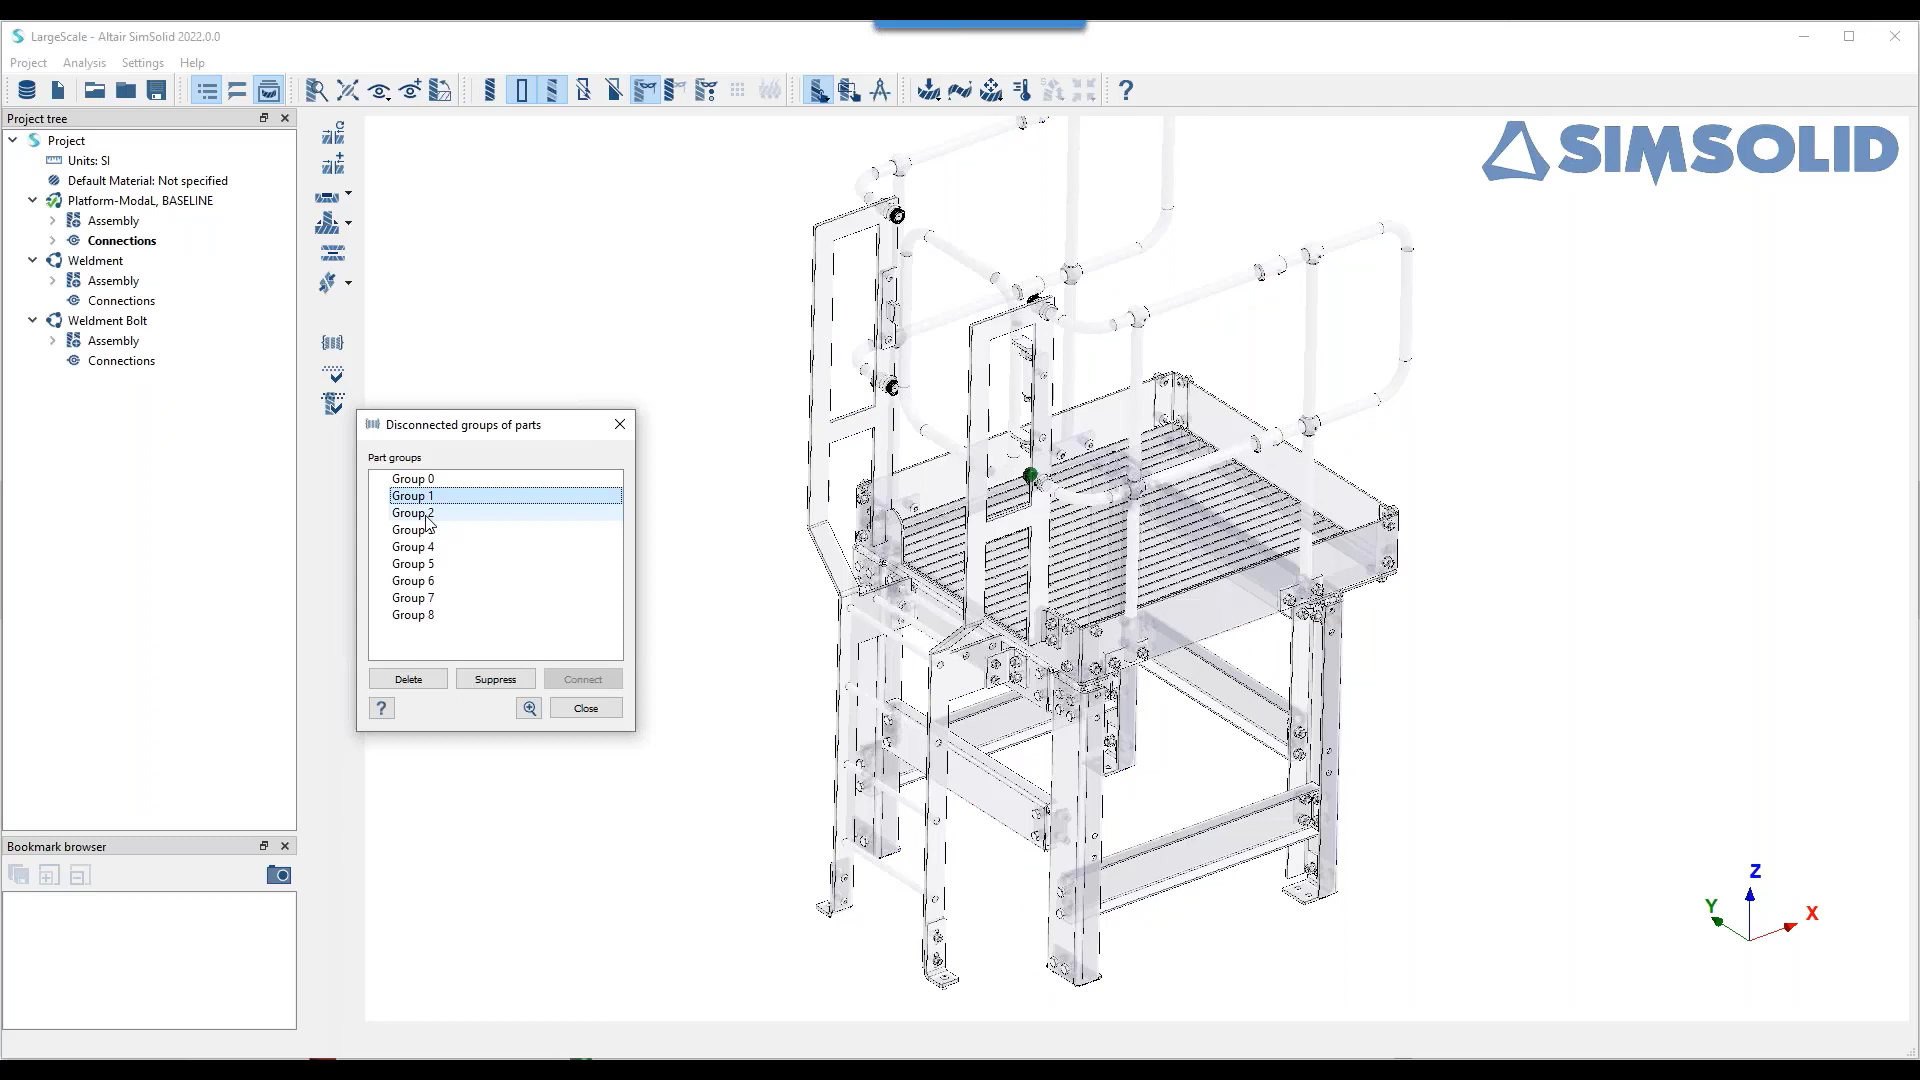 LargeScale - Altair SimSolid 2022.0.0
Project Analysis Settings Help
Project tree
Project
Units: SI
Default Material: Not specified
Platform-ModaL, BASELINE
Assembly
Connections
Weldment
Assembly
Connections
Weldment Bolt
Assembly
Connections
Bookmark browser
Disconnected groups of parts
Part groups
Group 0
Group 1
Group 2
Group
Group 4
Group 5
Group 6
Group 7
Group 8
Delete Suppress Connect
? Close
SIMSOLID
Z
Y
X